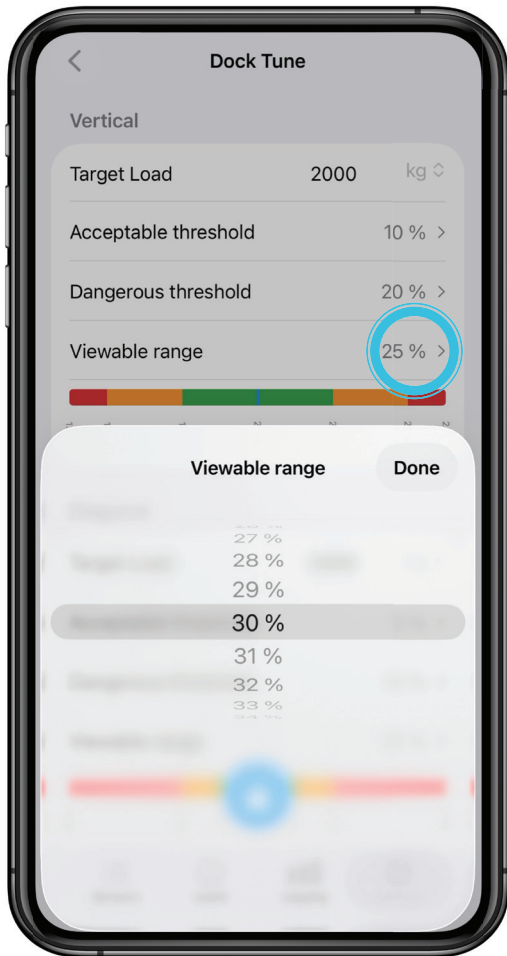 Dock Tune
Vertical
Target Load 2000 kg
Acceptable threshold 10 % >
Dangerous threshold 20 % >
Viewable range 25 % >
Viewable range Done
27 %
28 %
29 %
30 %
31 %
32 %
33 %